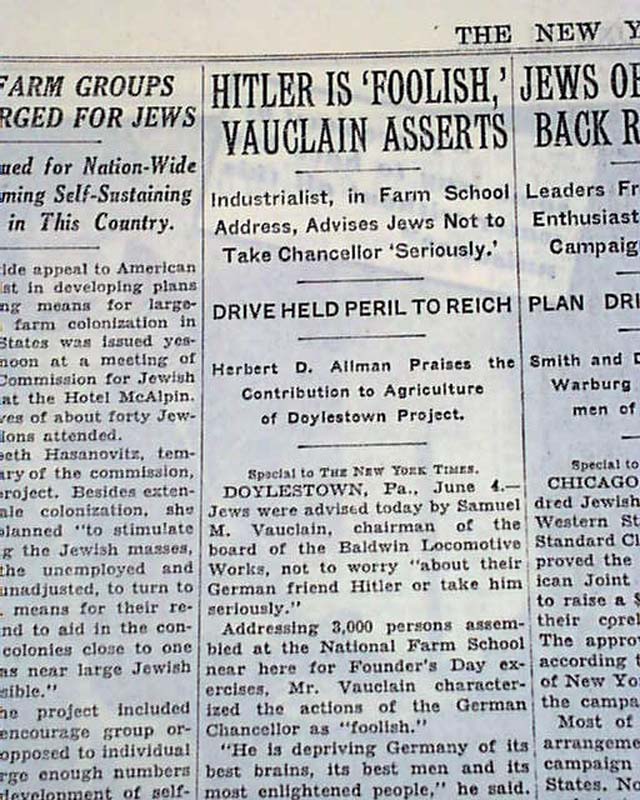 THE NEW
FARM GROUPS
RGED FOR JEWS
ued for Nation-Wide
ming Self-Sustaining
in This Country.
ide appeal to American
st in developing plans
ng means for large-
farm colonization in
States was issued yes-
noon at a meeting of
Commission for Jewish
at the Hotel McAlpin.
ves of about forty Jew-
ions attended.
eth Hasanovitz, tem-
ary of the commission,
project. Besides exten-
ale colonization, she
planned "to stimulate
g the Jewish masses,
the unemployed and
unadjusted, to turn to
means for their re-
nd to aid in the con-
colonies close to one
as near large Jewish
sible."
he project included
encourage group or-
opposed to individual
rge enough numbers
development of self-
HITLER IS 'FOOLISH,'
VAUCLAIN ASSERTS
Industrialist, in Farm School
Address, Advises Jews Not to
Take Chancellor 'Seriously.'
DRIVE HELD PERIL TO REICH
Herbert D. Allman Praises the
Contribution to Agriculture
of Doylestown Project.
Special to THE NEW YORK TIMES.
DOYLESTOWN, Pa., June 4.—
Jews were advised today by Samuel
M. Vauclain, chairman of the
board of the Baldwin Locomotive
Works, not to worry "about their
German friend Hitler or take him
seriously."
Addressing 3,000 persons assem-
bled at the National Farm School
near here for Founder's Day ex-
ercises, Mr. Vauclain character-
ized the actions of the German
Chancellor as "foolish."
"He is depriving Germany of its
best brains, its best men and its
most enlightened people," he said.
JEWS OF
BACK R
Leaders Fr
Enthusiast
Campaig
PLAN DRI
Smith and D
Warburg
men of
Special to
CHICAGO
dred Jewish
Western St
Standard Cl
proved the
ican Joint
to raise a $
their corel
The appro
according t
of New Yo
the campa
Most of
arrangeme
campaign
States. No